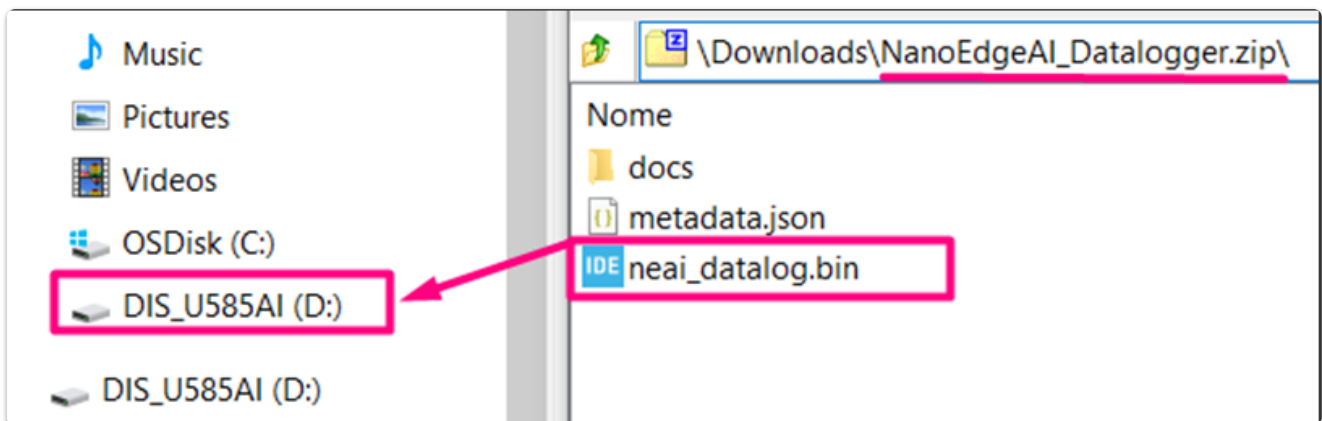 Music
Pictures
Videos
OSDisk (C:)
DIS_U585AI (D:)
DIS_U585AI (D:)
Z
\Downloads\NanoEdgeAI_Datalogger.zip\
Nome
docs
{} metadata.json
IDE neai_datalog.bin